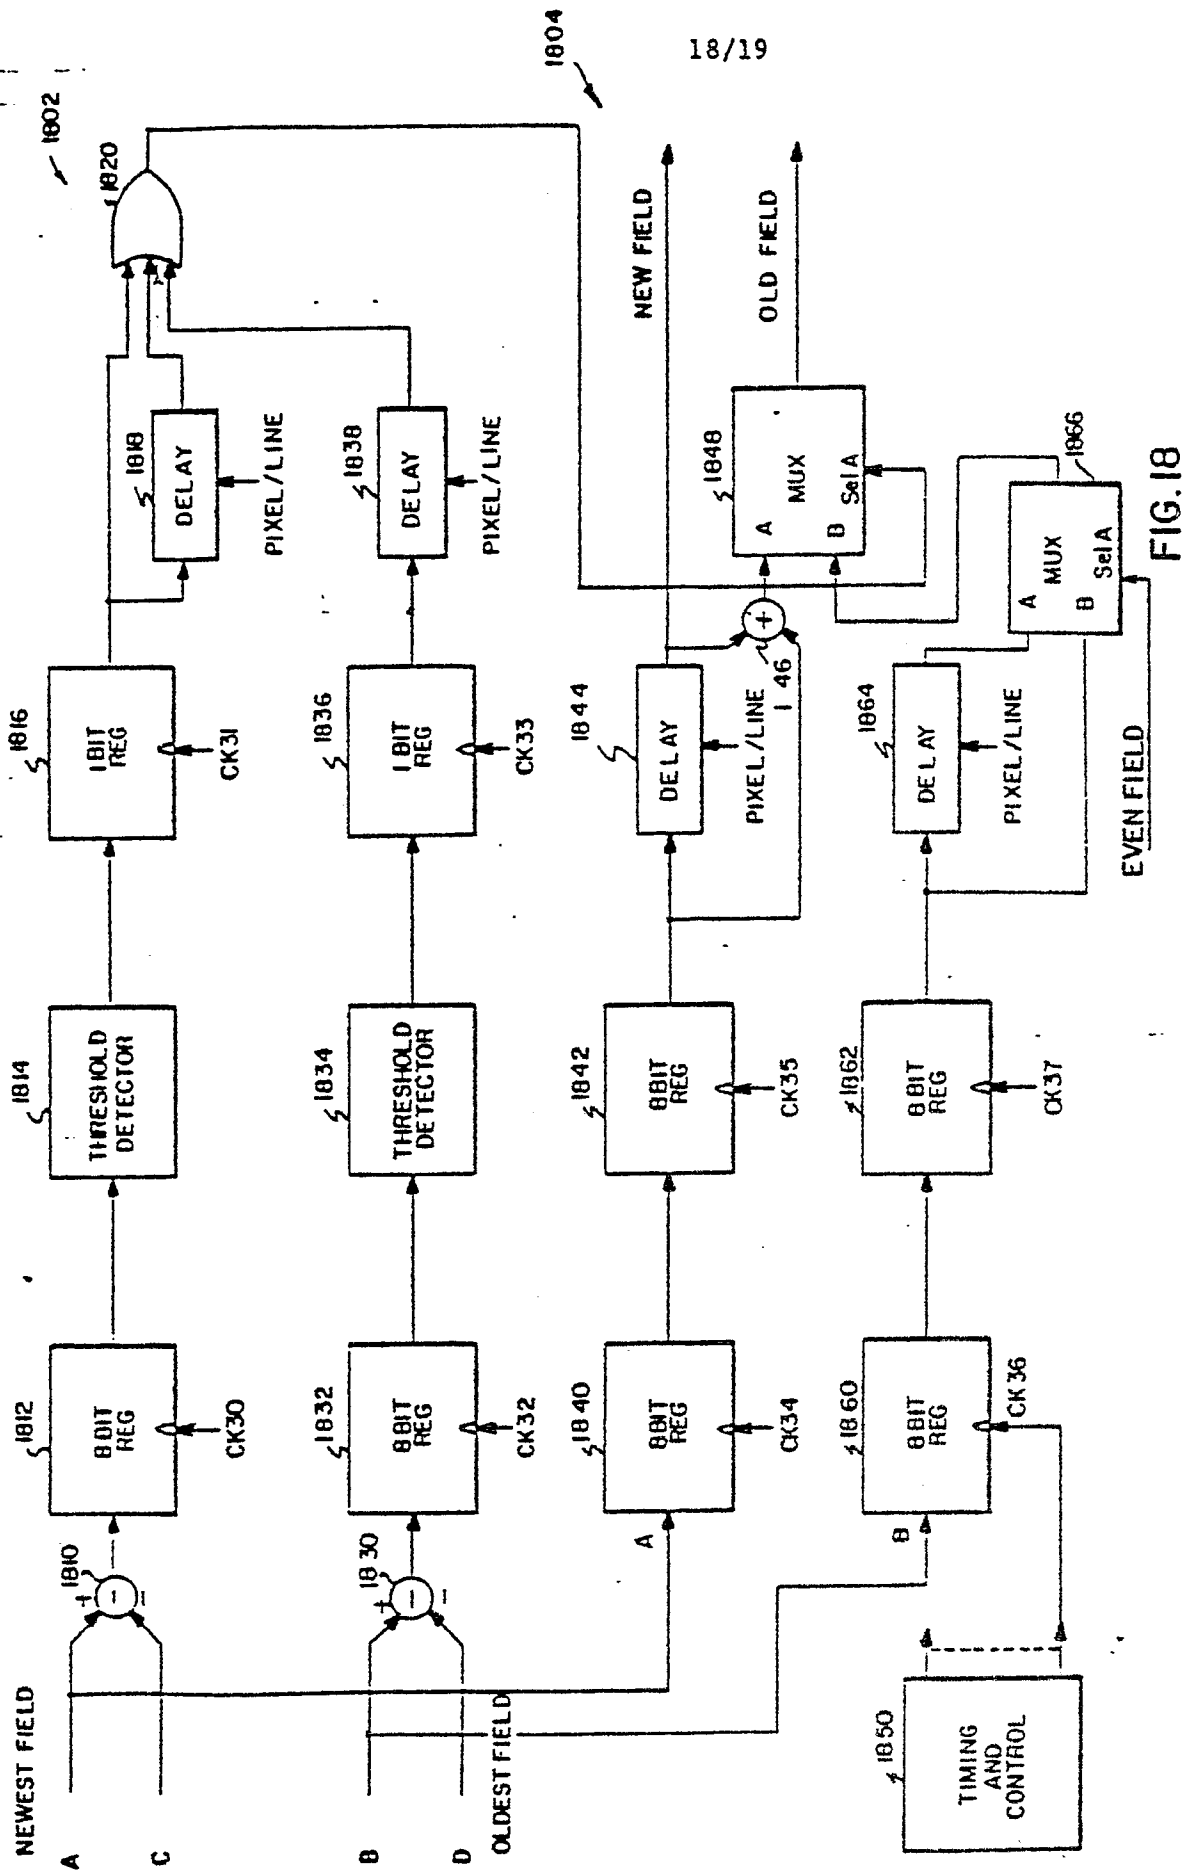 18/19
1802
1804
NEWEST FIELD
A
C
B
D
OLDEST FIELD
1810
+
-
-
1812
8 BIT
REG
CK30
1814
THRESHOLD
DETECTOR
1816
1 BIT
REG
CK31
1818
DELAY
PIXEL/LINE
1820
1830
+
-
-
1832
8 BIT
REG
CK32
1834
THRESHOLD
DETECTOR
1836
1 BIT
REG
CK33
1838
DELAY
PIXEL/LINE
A
1840
8BIT
REG
CK34
1842
8BIT
REG
CK35
1844
DELAY
PIXEL/LINE
+
1 46
NEW FIELD
1848
A
MUX
B
SelA
OLD FIELD
1850
TIMING
AND
CONTROL
B
1860
8 BIT
REG
CK36
1862
8 BIT
REG
CK37
1864
DELAY
PIXEL/LINE
1866
A
MUX
B
SelA
EVEN FIELD
FIG. 18